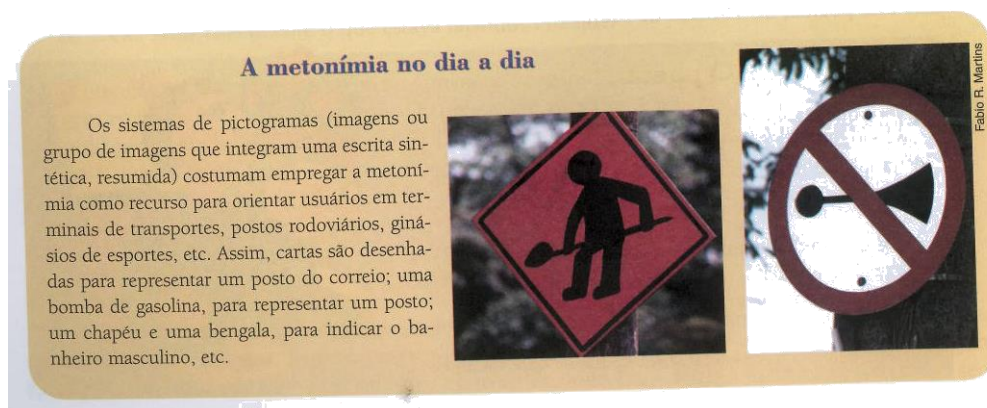 A metonímia no dia a dia
Os sistemas de pictogramas (imagens ou
grupo de imagens que integram uma escrita sin-
tética, resumida) costumam empregar a metoní-
mia como recurso para orientar usuários em ter-
minais de transportes, postos rodoviários, giná-
sios de esportes, etc. Assim, cartas são desenha-
das para representar um posto do correio; uma
bomba de gasolina, para representar um posto;
um chapéu e uma bengala, para indicar o ba-
nheiro masculino, etc.
Fabio R. Martins